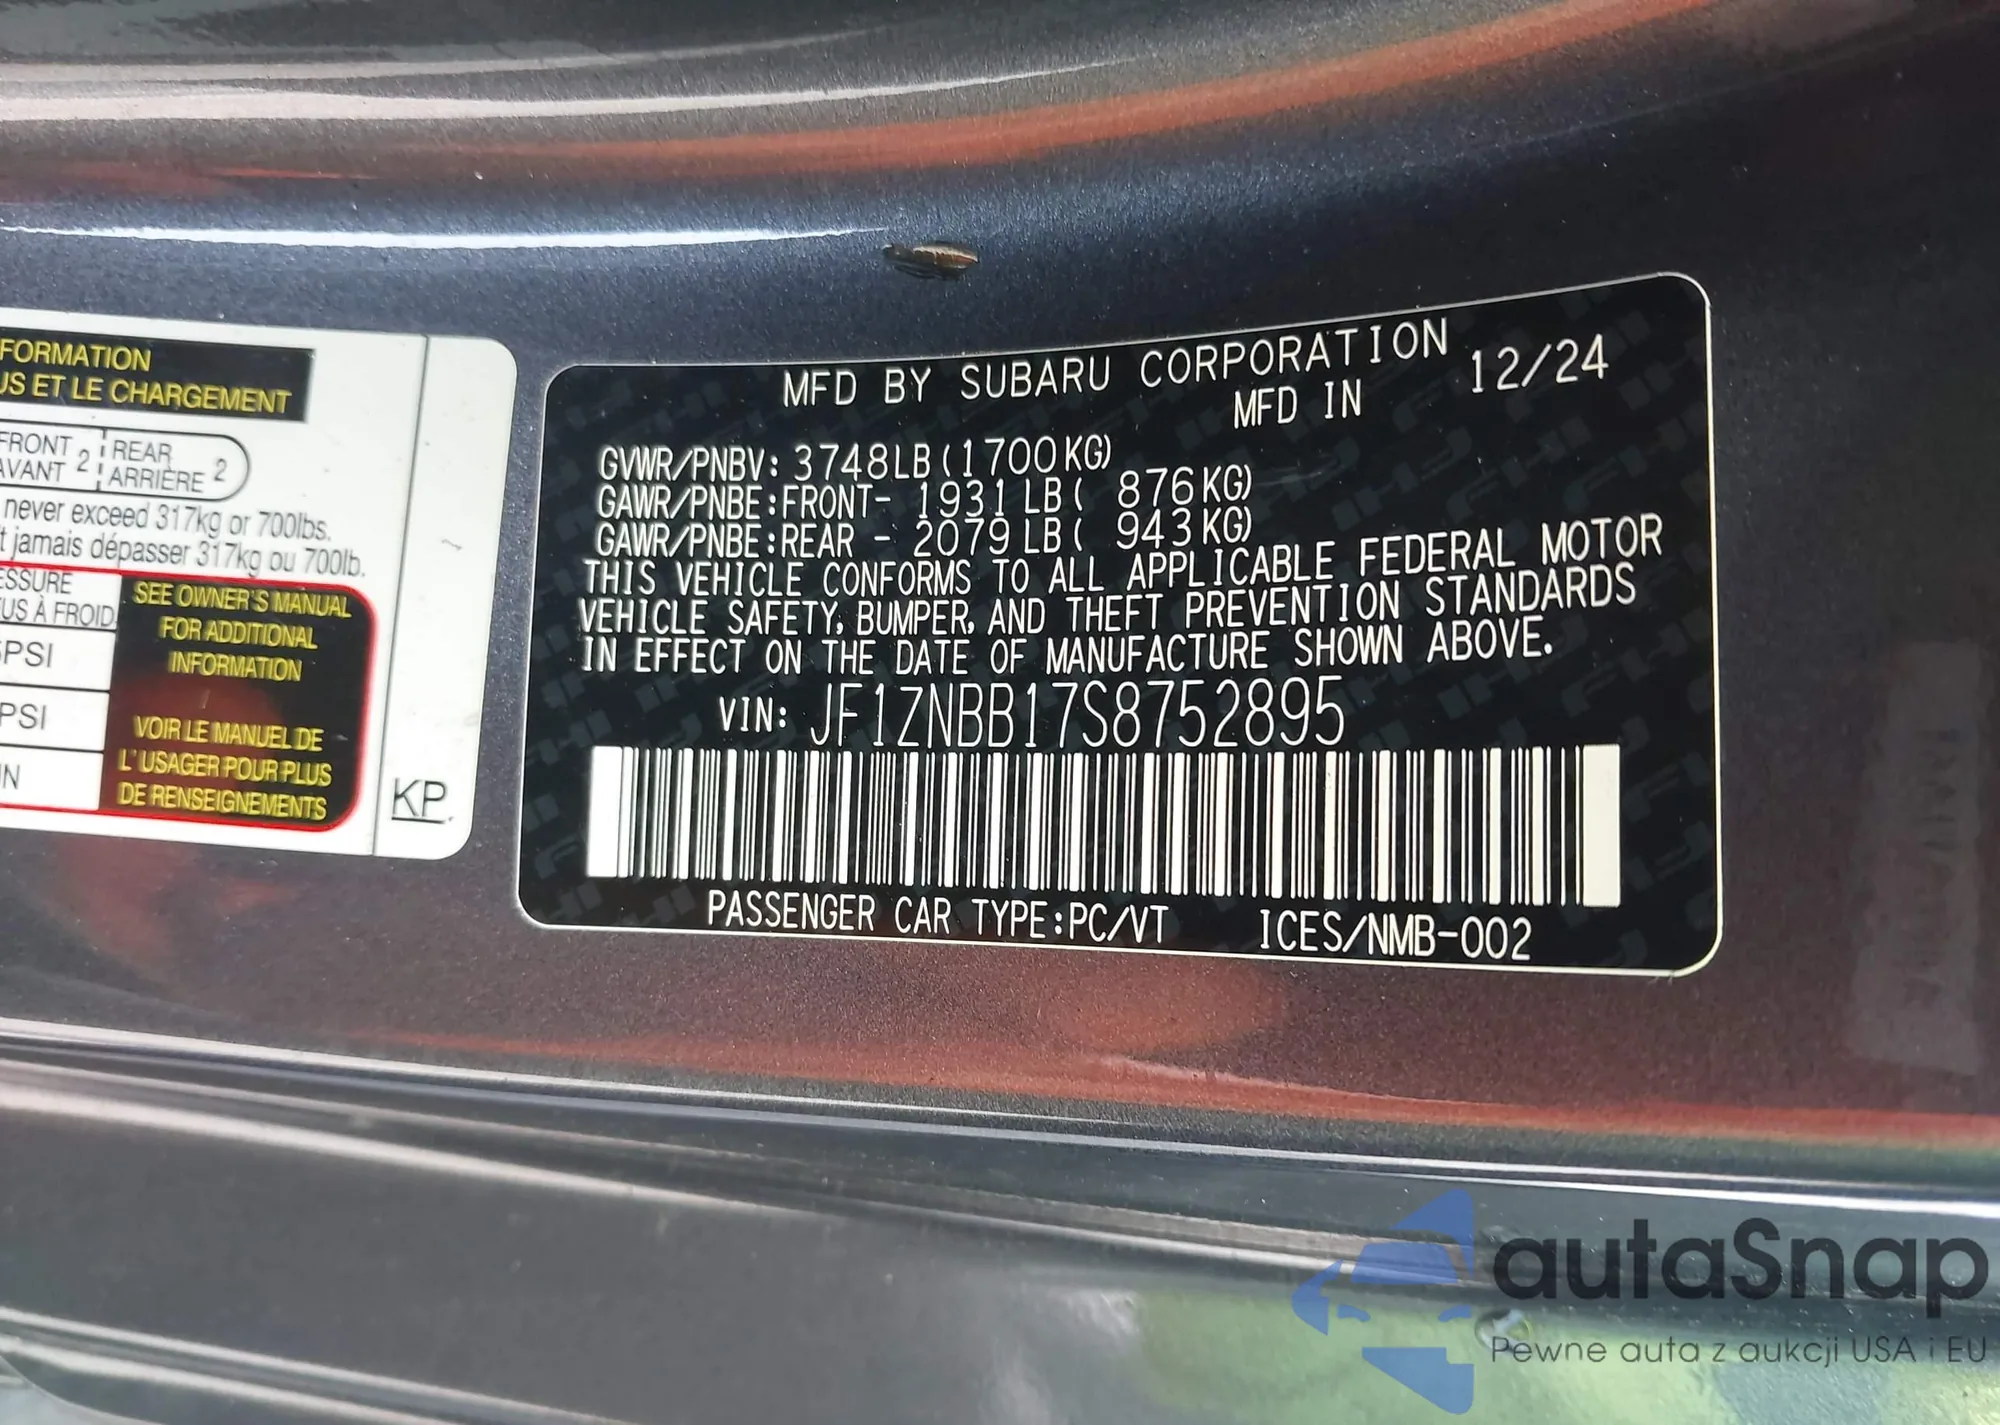 FORMATION
US ET LE CHARGEMENT
FRONT 2 REAR 2
AVANT ARRIÈRE
never exceed 317kg or 700lbs.
t jamais dépasser 317kg ou 700lb.
ESSURE
US À FROID
PSI
PSI
SEE OWNER'S MANUAL
FOR ADDITIONAL
INFORMATION
VOIR LE MANUEL DE
L'USAGER POUR PLUS
DE RENSEIGNEMENTS
KP
MFD BY SUBARU CORPORATION
MFD IN 12/24
GVWR/PNBV: 3748LB(1700KG)
GAWR/PNBE:FRONT- 1931LB( 876KG)
GAWR/PNBE:REAR - 2079LB( 943KG)
THIS VEHICLE CONFORMS TO ALL APPLICABLE FEDERAL MOTOR
VEHICLE SAFETY, BUMPER, AND THEFT PREVENTION STANDARDS
IN EFFECT ON THE DATE OF MANUFACTURE SHOWN ABOVE.
VIN: JF1ZNBB17S8752895
PASSENGER CAR TYPE:PC/VT ICES/NMB-002
autaSnap
Pewne auta z aukcji USA i EU